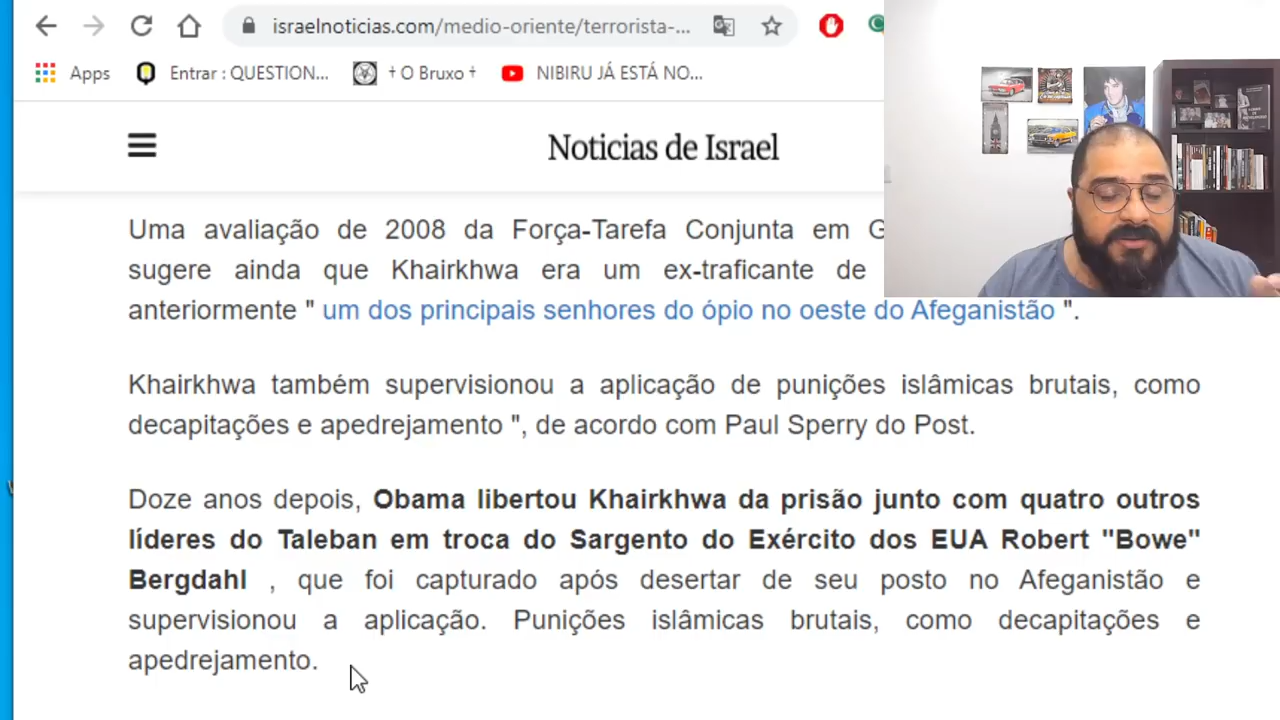 israelnoticias.com/medio-oriente/terrorista-...
Apps Entrar : QUESTION... † O Bruxo † NIBIRU JÁ ESTÁ NO...
Noticias de Israel
Uma avaliação de 2008 da Força-Tarefa Conjunta em G
sugere ainda que Khairkhwa era um ex-traficante de
anteriormente " um dos principais senhores do ópio no oeste do Afeganistão ".
Khairkhwa também supervisionou a aplicação de punições islâmicas brutais, como
decapitações e apedrejamento ", de acordo com Paul Sperry do Post.
Doze anos depois, Obama libertou Khairkhwa da prisão junto com quatro outros
líderes do Taleban em troca do Sargento do Exército dos EUA Robert "Bowe"
Bergdahl , que foi capturado após desertar de seu posto no Afeganistão e
supervisionou a aplicação. Punições islâmicas brutais, como decapitações e
apedrejamento.